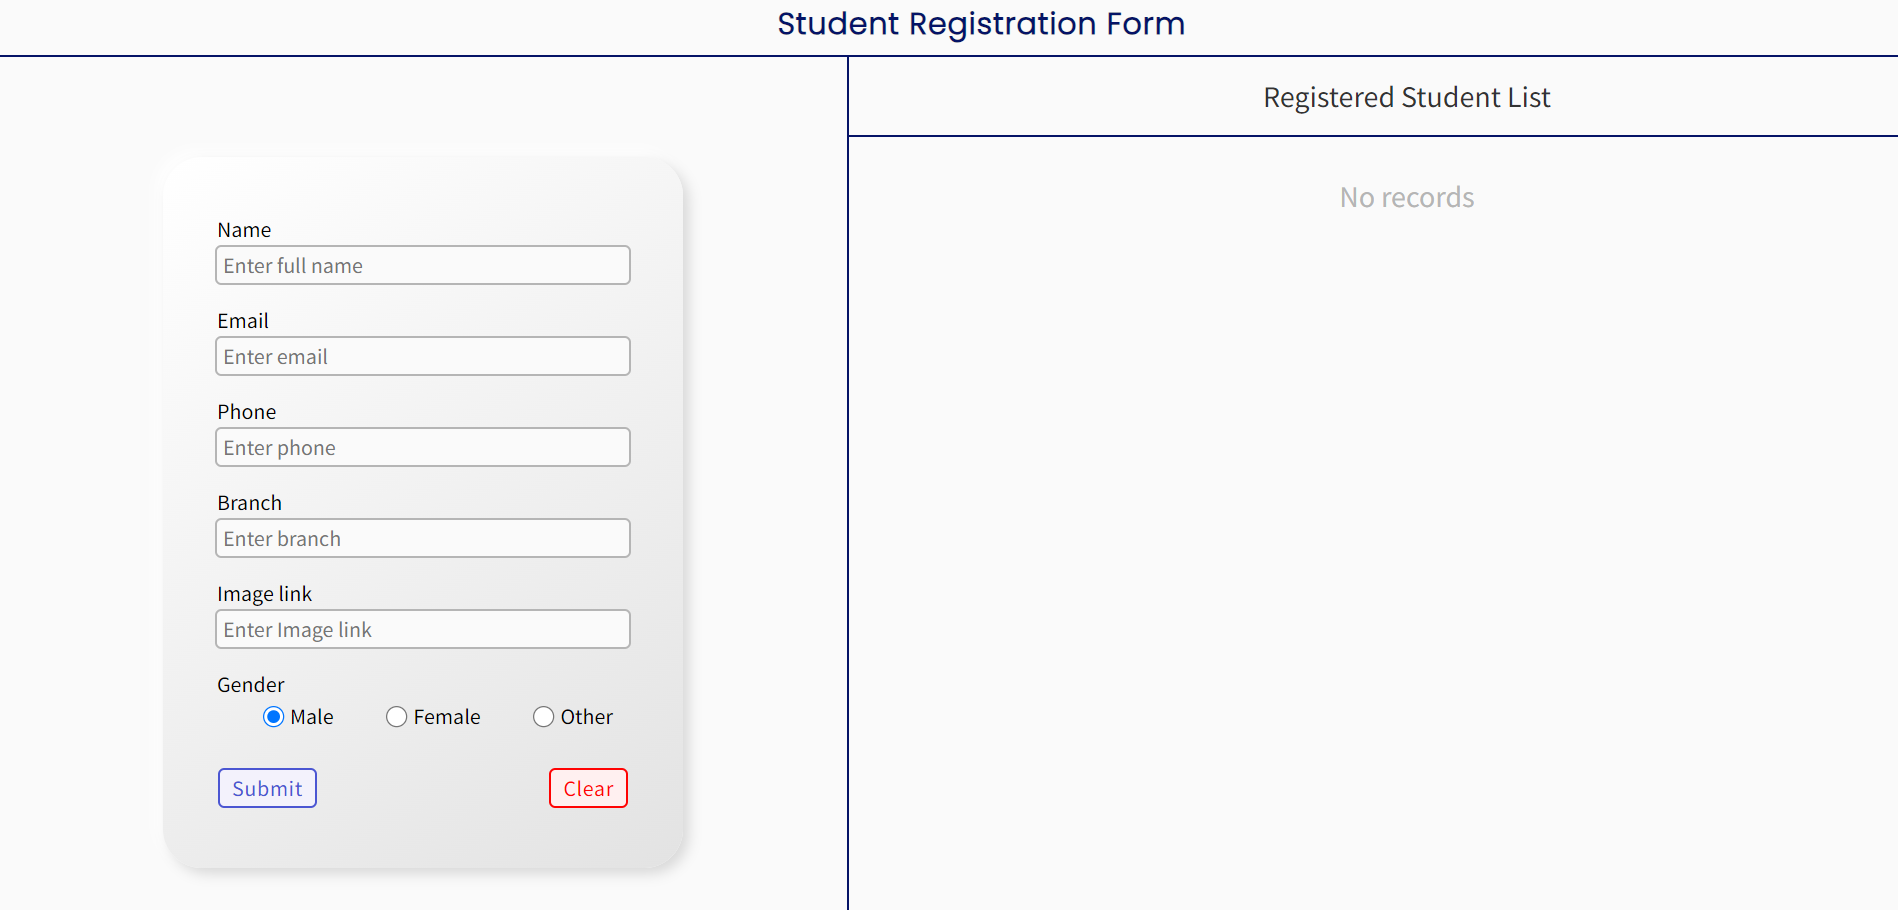 Student Registration Form
Name
Enter full name
Email
Enter email
Phone
Enter phone
Branch
Enter branch
Image link
Enter Image link
Gender
Male Female Other
Submit Clear
Registered Student List
No records